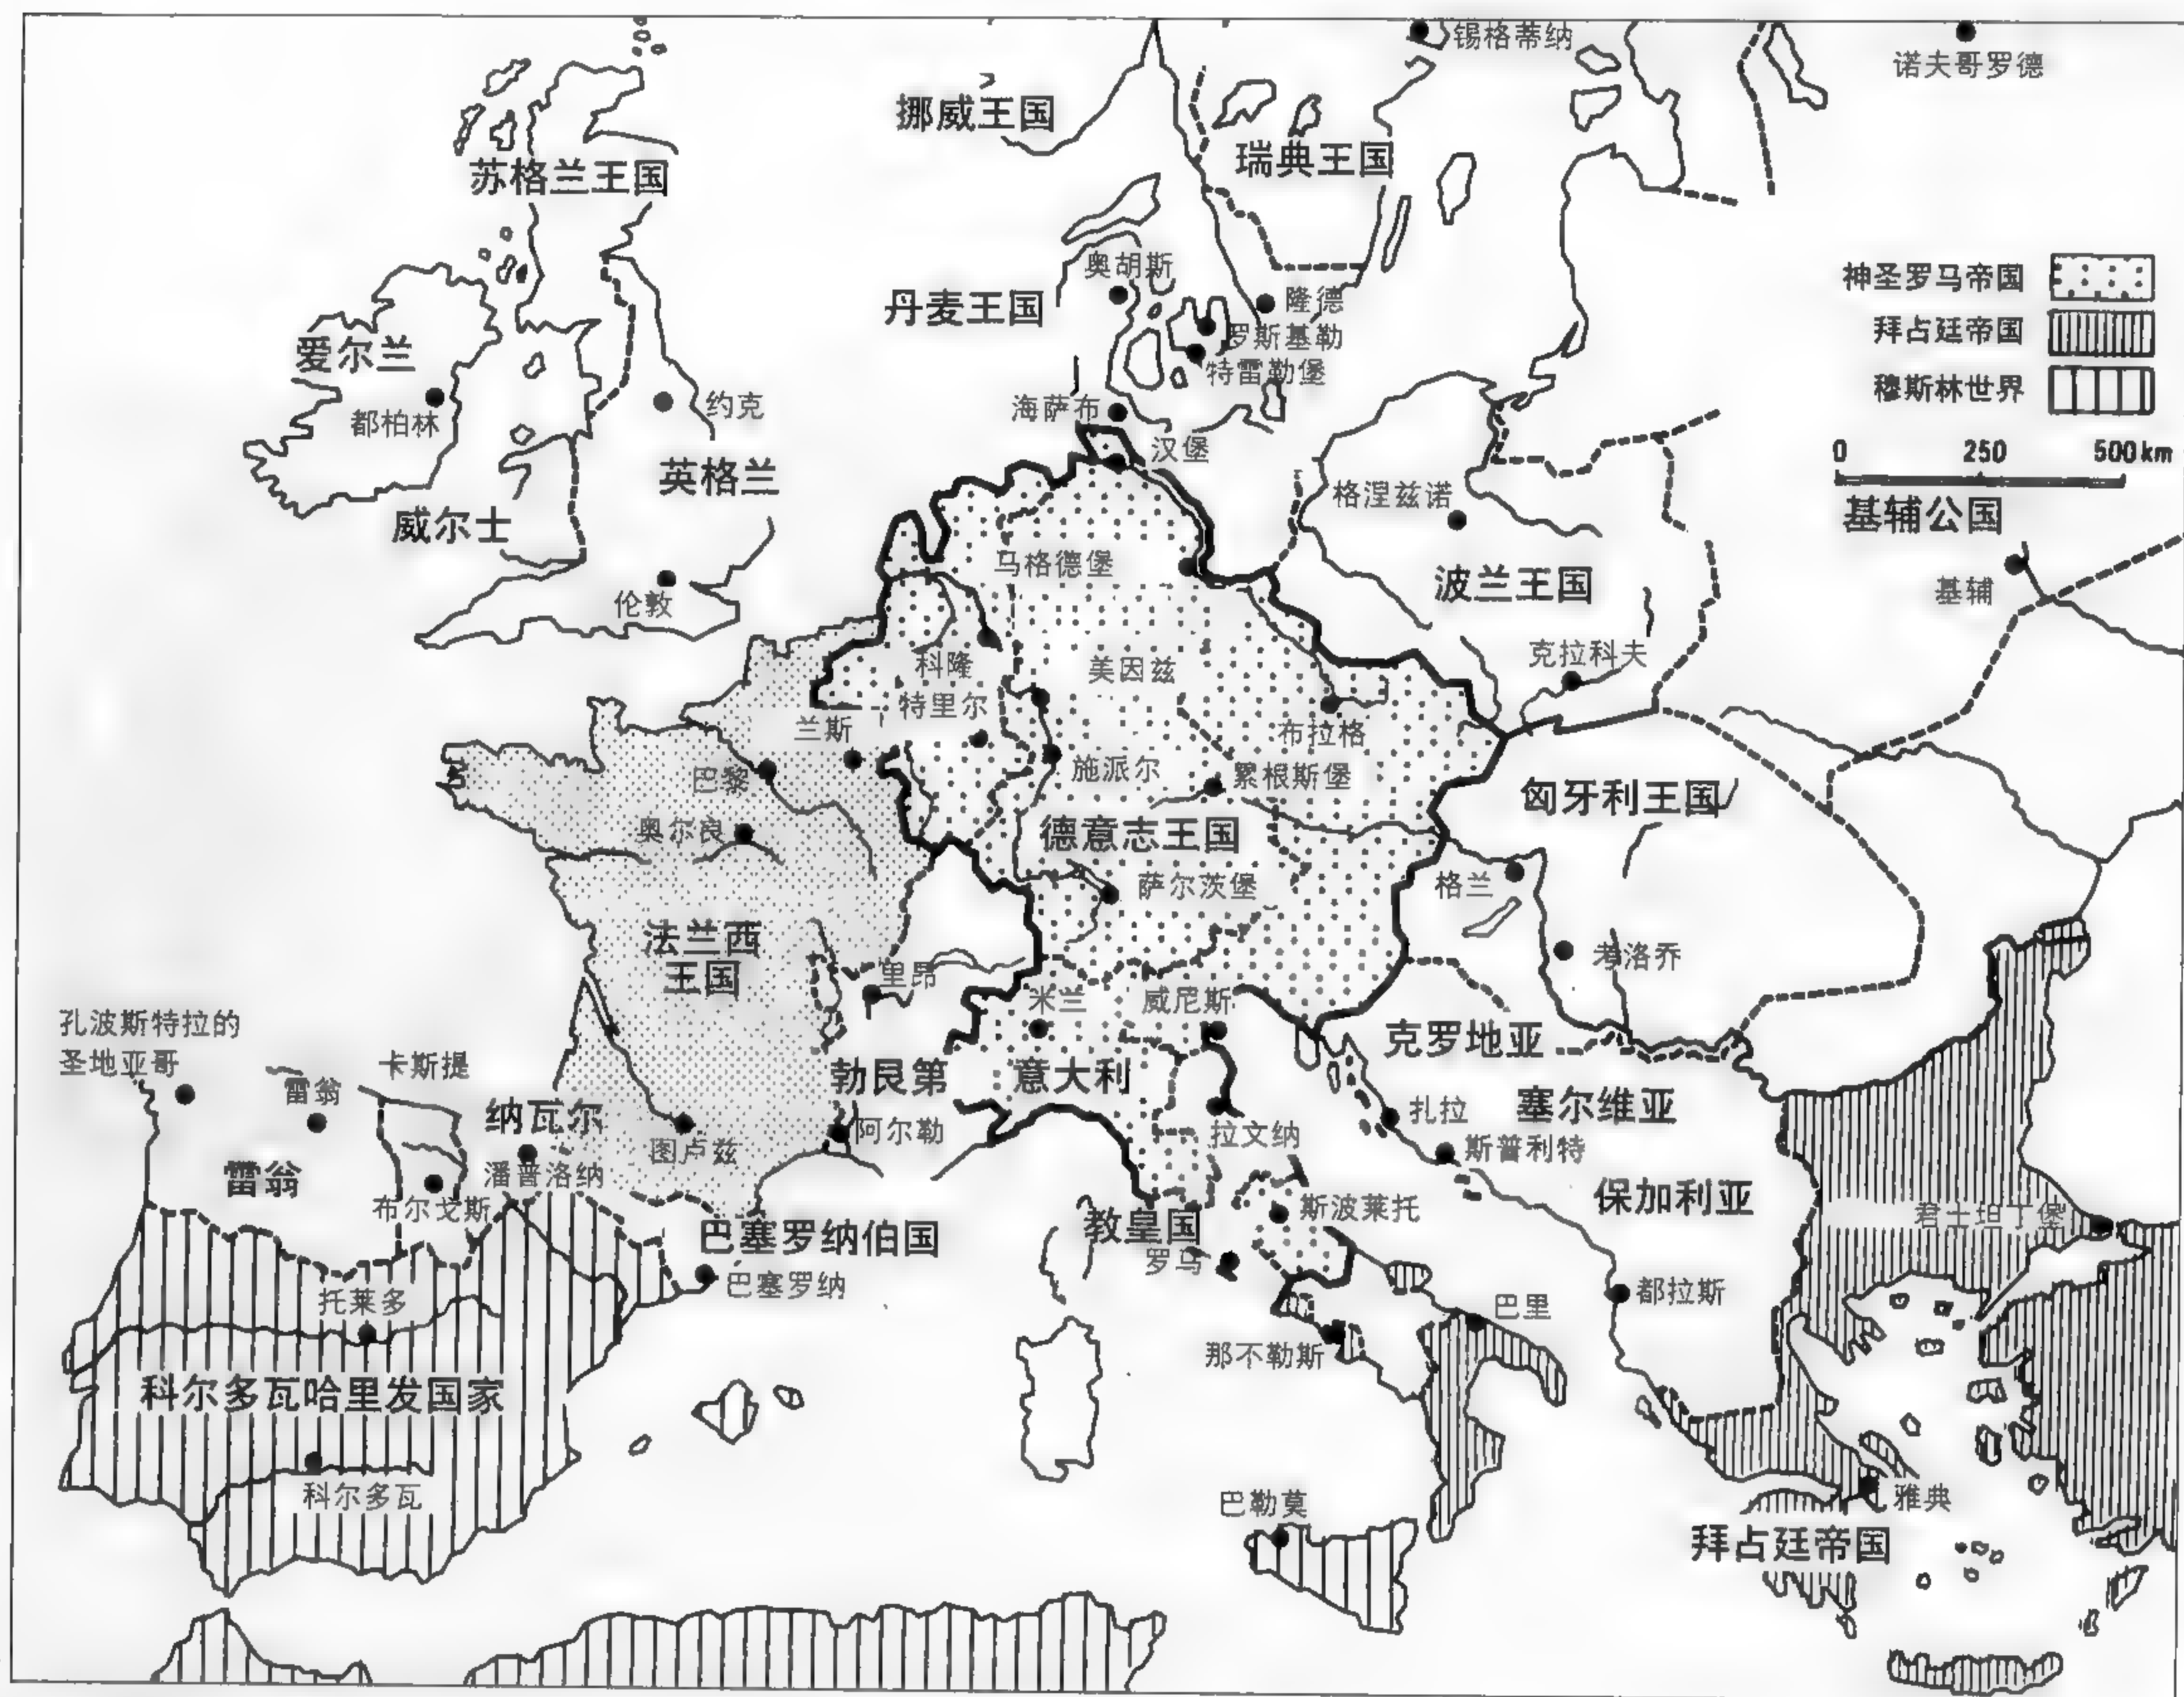 锡格蒂纳
诺夫哥罗德
挪威王国
瑞典王国
苏格兰王国
奥胡斯
神圣罗马帝国
丹麦王国
隆德
拜占廷帝国
罗斯基勒
爱尔兰
特雷勒堡
穆斯林世界
约克
海萨布
都柏林
汉堡
0 250 500km
英格兰
格涅兹诺
基辅公国
威尔士
马格德堡
波兰王国
基辅
伦敦
科隆
美因兹
克拉科夫
特里尔
兰斯
布拉格
巴黎
施派尔
累根斯堡
匈牙利王国
奥尔良
德意志王国
萨尔茨堡
格兰
法兰西
王国
里昂
考洛乔
米兰
威尼斯
孔波斯特拉的
圣地亚哥
卡斯提
克罗地亚
雷翁
勃艮第
意大利
纳瓦尔
扎拉
塞尔维亚
阿尔勒
拉文纳
图卢兹
斯普利特
雷翁
潘普洛纳
布尔戈斯
斯波莱托
保加利亚
君士坦丁堡
巴塞罗纳伯国
教皇国
罗马
巴塞罗纳
托莱多
都拉斯
巴里
那不勒斯
科尔多瓦哈里发国家
科尔多瓦
巴勒莫
雅典
拜占廷帝国